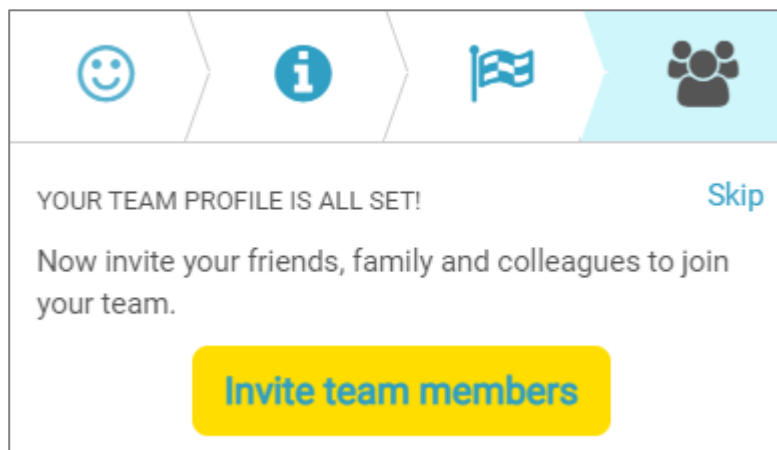 YOUR TEAM PROFILE IS ALL SET!
Skip
Now invite your friends, family and colleagues to join
your team.
Invite team members